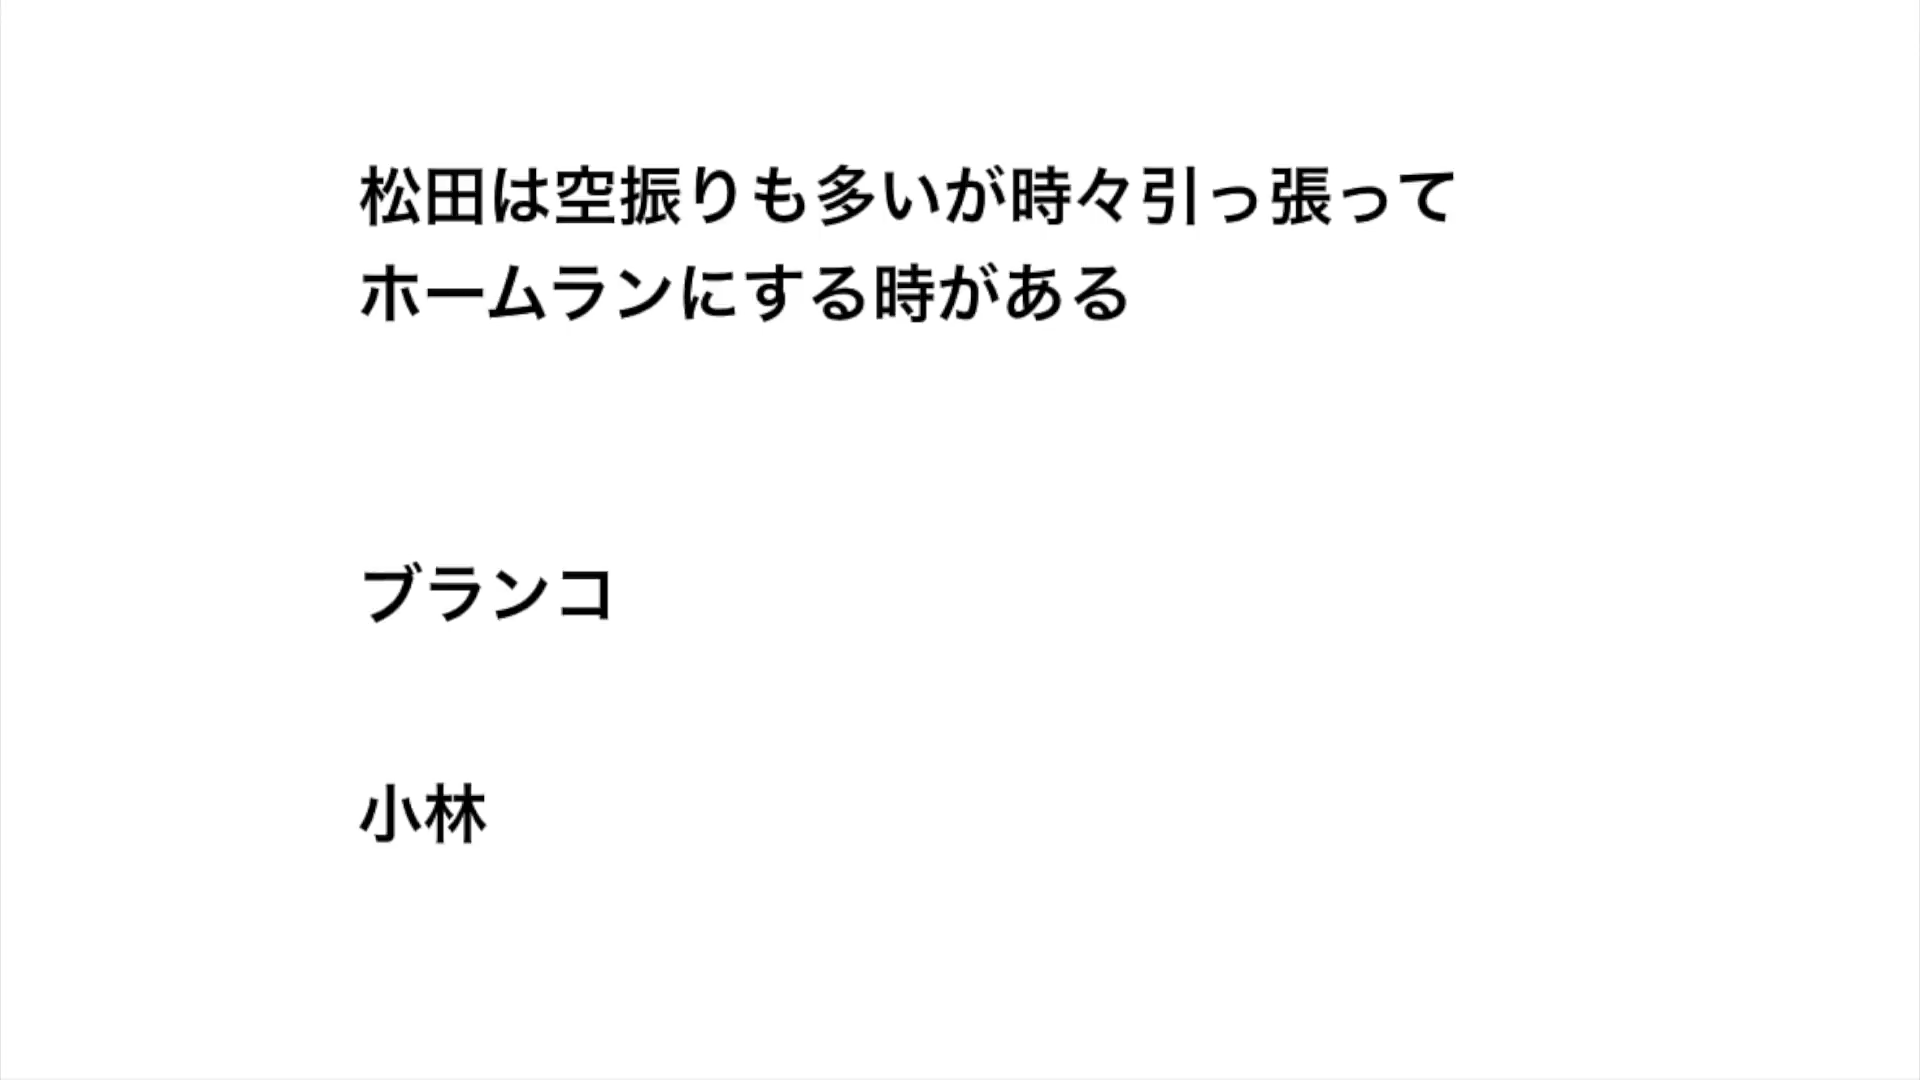 松田は空振りも多いが時々引っ張って
ホームランにする時がある
ブランコ
小林